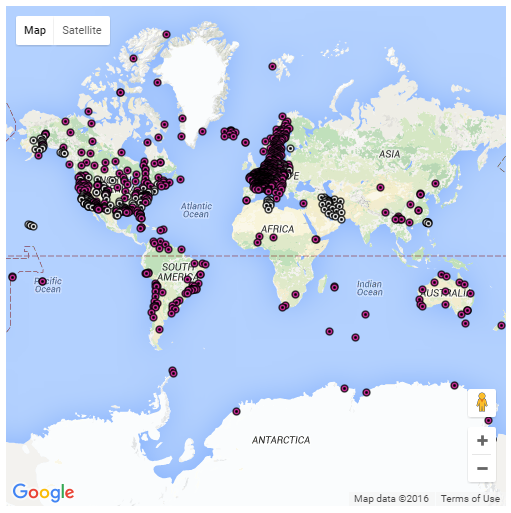 Map Satellite
ASIA
Atlantic
Ocean
AFRICA
Pacific
Ocean
SOUTH
AMERICA
Indian
Ocean
AUSTRALIA
ANTARCTICA
Google
Map data ©2016 Terms of Use